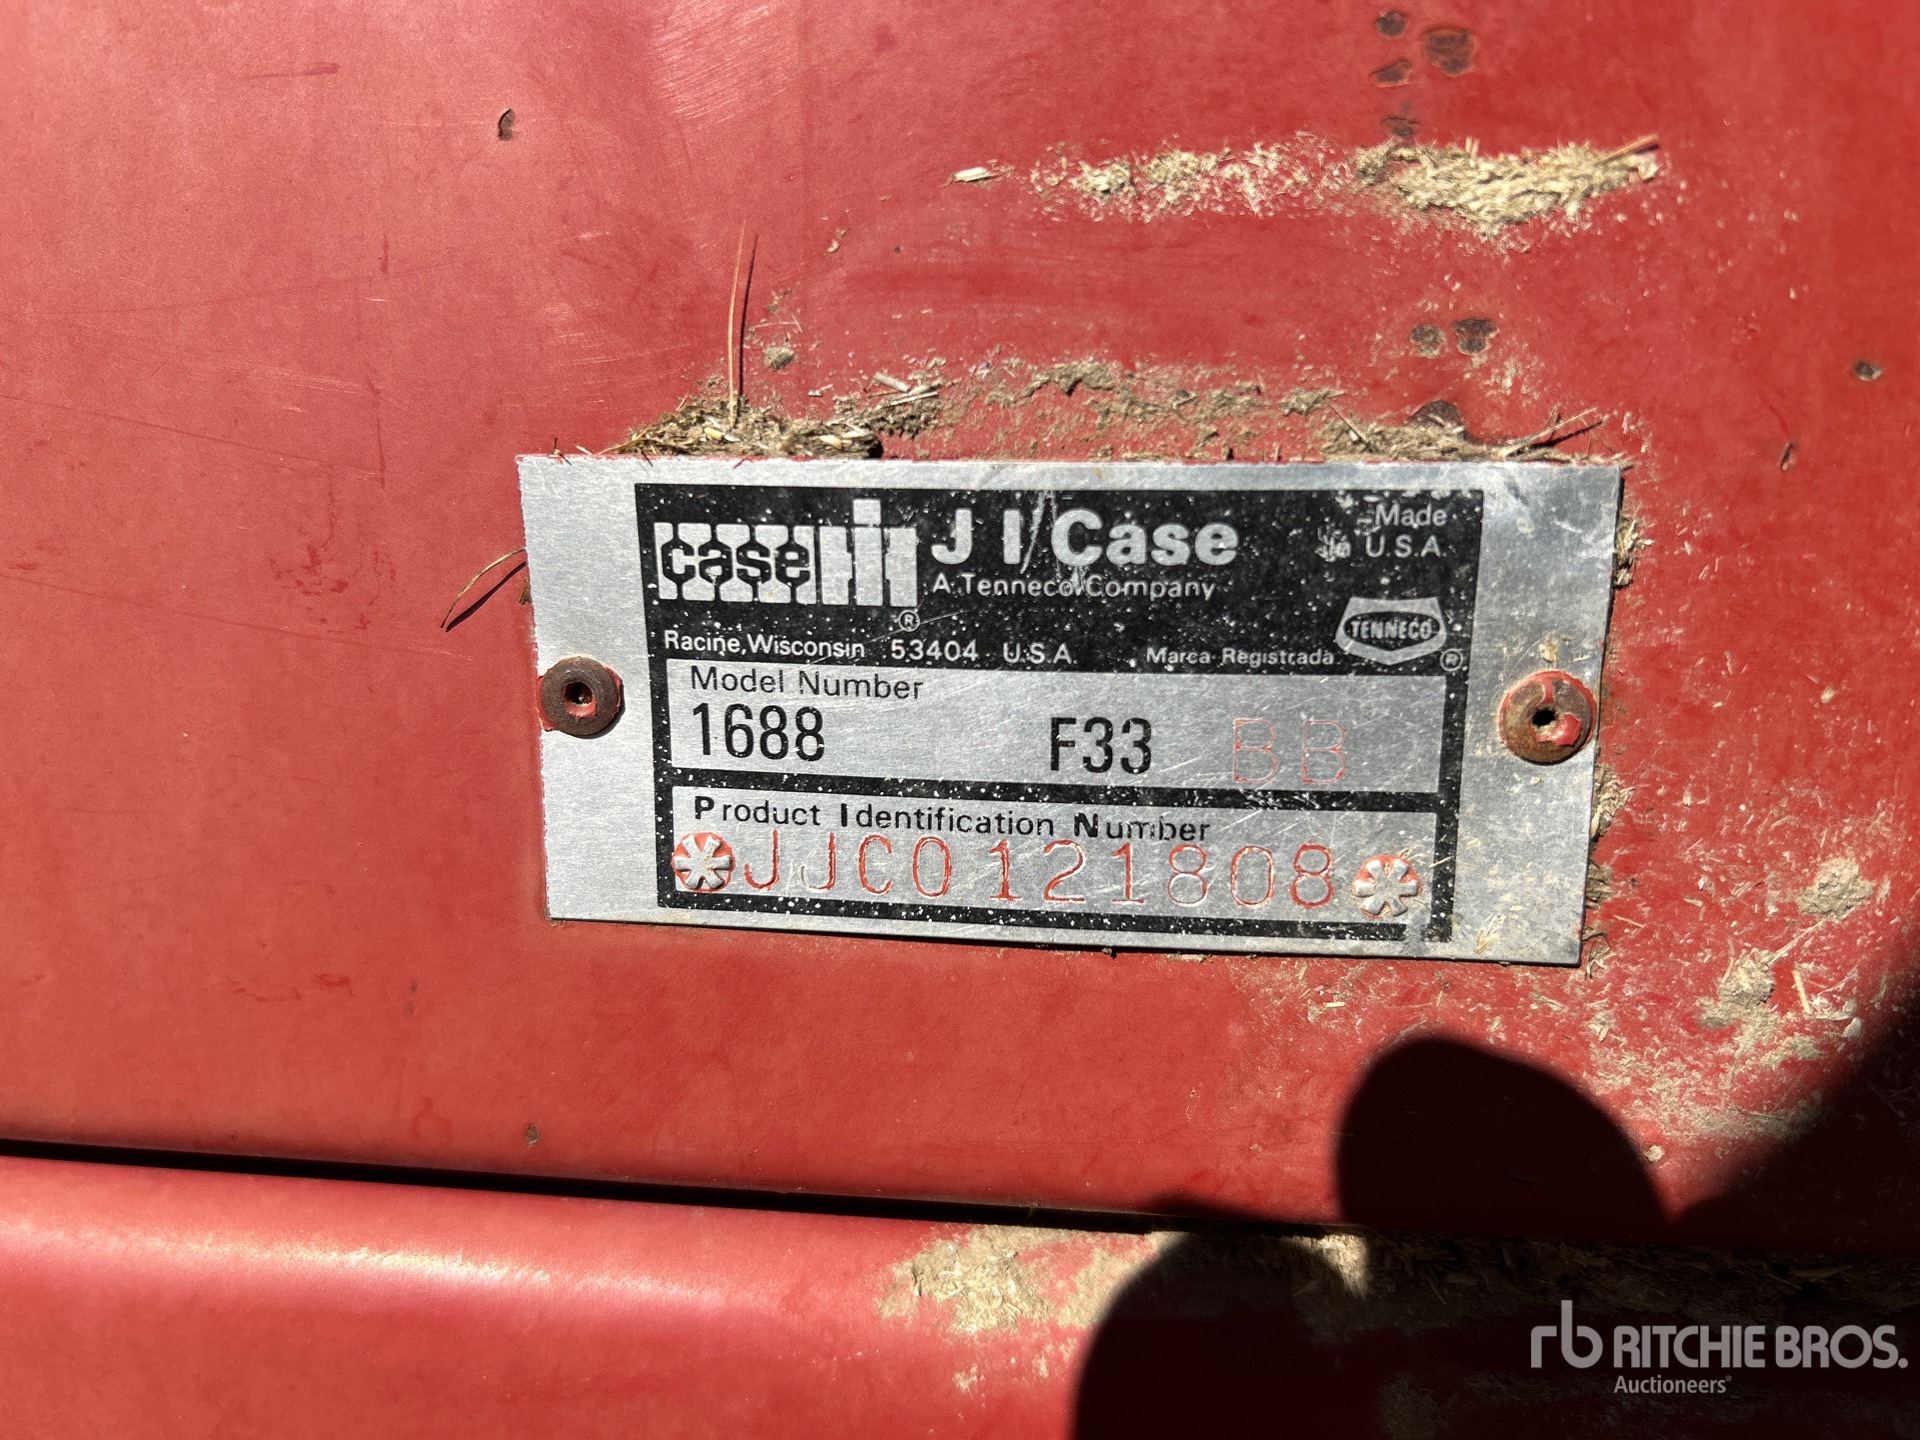 case IH J I Case
A Tenneco Company
Made
in U.S.A.
TENNECO ®
® Racine, Wisconsin 53404 U.S.A. Marca Registrada
Model Number
1688 F33 BB
Product Identification Number
*JJC0121808*
rb RITCHIE BROS.
Auctioneers®